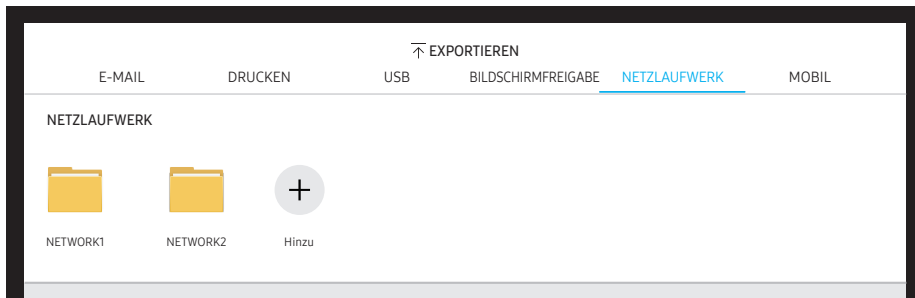 EXPORTIEREN
E-MAIL DRUCKEN USB BILDSCHIRMFREIGABE NETZLAUFWERK MOBIL
NETZLAUFWERK
NETWORK1 NETWORK2 Hinzu